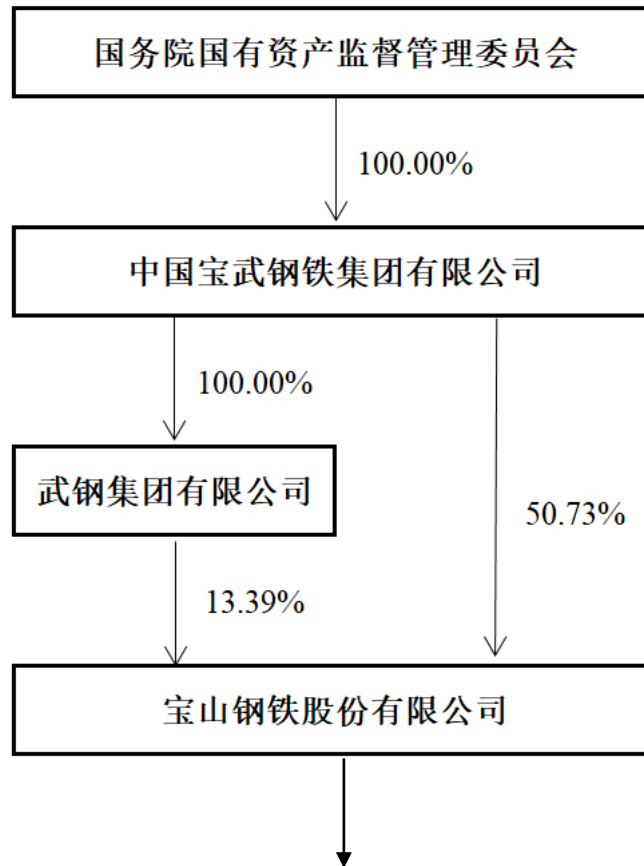 国务院国有资产监督管理委员会
100.00%
中国宝武钢铁集团有限公司
100.00%
武钢集团有限公司
50.73%
13.39%
宝山钢铁股份有限公司